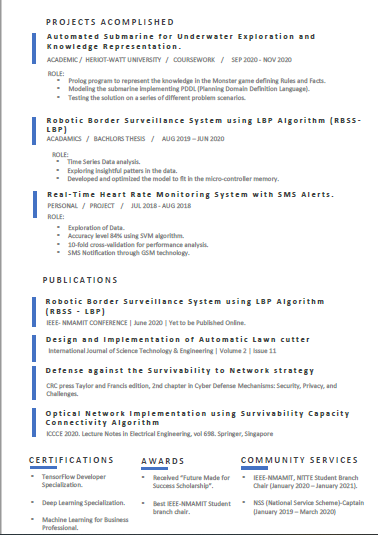 PROJECTS ACOMPLISHED
Automated Submarine for Underwater Exploration and
Knowledge Representation.
ACADEMIC / HERIOT-WATT UNIVERSITY / COURSEWORK / SEP 2020 - NOV 2020
ROLE:
- Prolog program to represent the knowledge in the Monster game defining Rules and Facts.
- Modeling the submarine implementing PDDL (Planning Domain Definition Language).
- Testing the solution on a series of different problem scenarios.
Robotic Border Surveillance System using LBP Algorithm (RBSS-
LBP)
ACADAMICS / BACHLORS THESIS / AUG 2019 – JUN 2020
ROLE:
- Time Series Data analysis.
- Exploring insightful patters in the data.
- Developed and optimized the model to fit in the micro-controller memory.
Real-Time Heart Rate Monitoring System with SMS Alerts.
PERSONAL / PROJECT / JUL 2018 - AUG 2018
ROLE:
- Exploration of Data.
- Accuracy level 84% using SVM algorithm.
- 10-fold cross-validation for performance analysis.
- SMS Notification through GSM technology.
PUBLICATIONS
Robotic Border Surveillance System using LBP Algorithm
(RBSS - LBP)
IEEE- NMAMIT CONFERENCE | June 2020 | Yet to be Published Online.
Design and Implementation of Automatic Lawn cutter
International Journal of Science Technology & Engineering | Volume 2 | Issue 11
Defense against the Survivability to Network strategy
CRC press Taylor and Francis edition, 2nd chapter in Cyber Defense Mechanisms: Security, Privacy, and
Challenges.
Optical Network Implementation using Survivability Capacity
Connectivity Algorithm
ICCCE 2020. Lecture Notes in Electrical Engineering, vol 698. Springer, Singapore
CERTIFICATIONS
- TensorFlow Developer
Specialization.
- Deep Learning Specialization.
- Machine Learning for Business
Professional.
AWARDS
- Received "Future Made for
Success Scholarship".
- Best IEEE-NMAMIT Student
branch chair.
COMMUNITY SERVICES
- IEEE-NMAMIT, NITTE Student Branch
Chair (January 2020 – January 2021).
- NSS (National Service Scheme)-Captain
(January 2019 – March 2020)